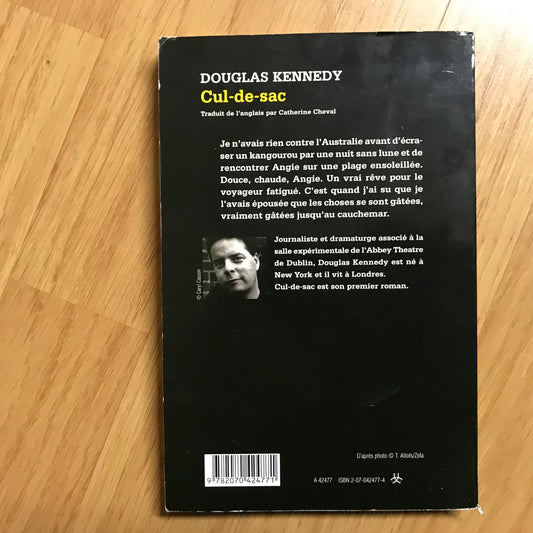 DOUGLAS KENNEDY
Cul-de-sac
Traduit de l'anglais par Catherine Cheval
Je n'avais rien contre l'Australie avant d'écra-
ser un kangourou par une nuit sans lune et de
rencontrer Angie sur une plage ensoleillée.
Douce, chaude, Angie. Un vrai rêve pour le
voyageur fatigué. C'est quand j'ai su que je
l'avais épousée que les choses se sont gâtées,
vraiment gâtées jusqu'au cauchemar.
Journaliste et dramaturge associé à la
salle expérimentale de l'Abbey Theatre
de Dublin, Douglas Kennedy est né à
New York et il vit à Londres.
Cul-de-sac est son premier roman.
© Cary Casson
D'après photo © T. Allofs/Zefa.
9 782070 424771
A 42477 ISBN 2-07-042477-4